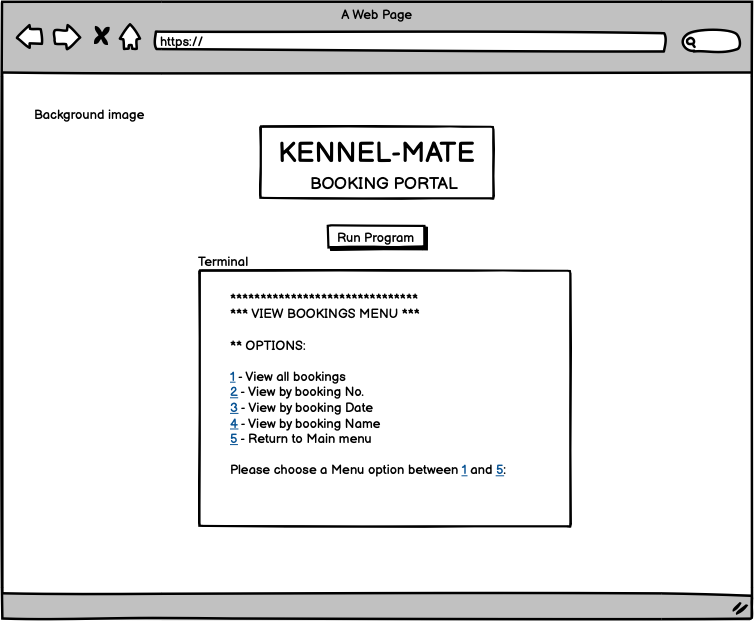 A Web Page
https://
Background image
KENNEL-MATE
BOOKING PORTAL
Run Program
Terminal
*******************************
*** VIEW BOOKINGS MENU ***
** OPTIONS:
1 - View all bookings
2 - View by booking No.
3 - View by booking Date
4 - View by booking Name
5 - Return to Main menu
Please choose a Menu option between 1 and 5: